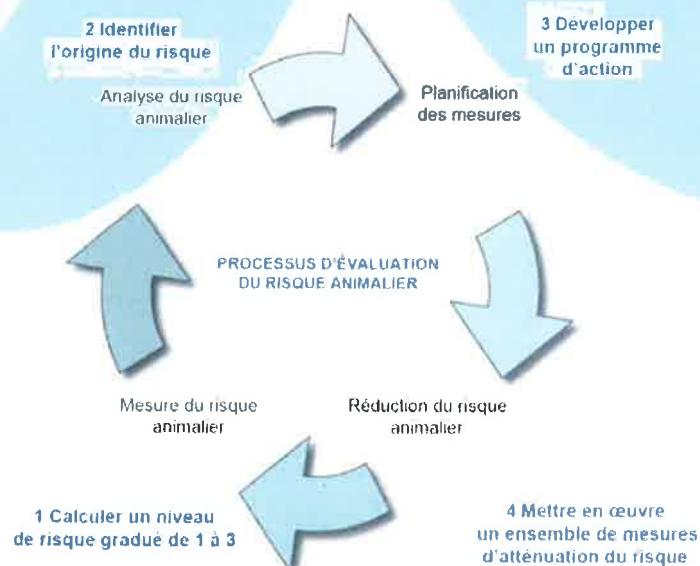 2 Identifier
l'origine du risque
Analyse du risque
animalier
3 Développer
un programme
d'action
Planification
des mesures
PROCESSUS D'ÉVALUATION
DU RISQUE ANIMALIER
Mesure du risque
animalier
Réduction du risque
animalier
1 Calculer un niveau
de risque gradué de 1 à 3
4 Mettre en œuvre
un ensemble de mesures
d'atténuation du risque